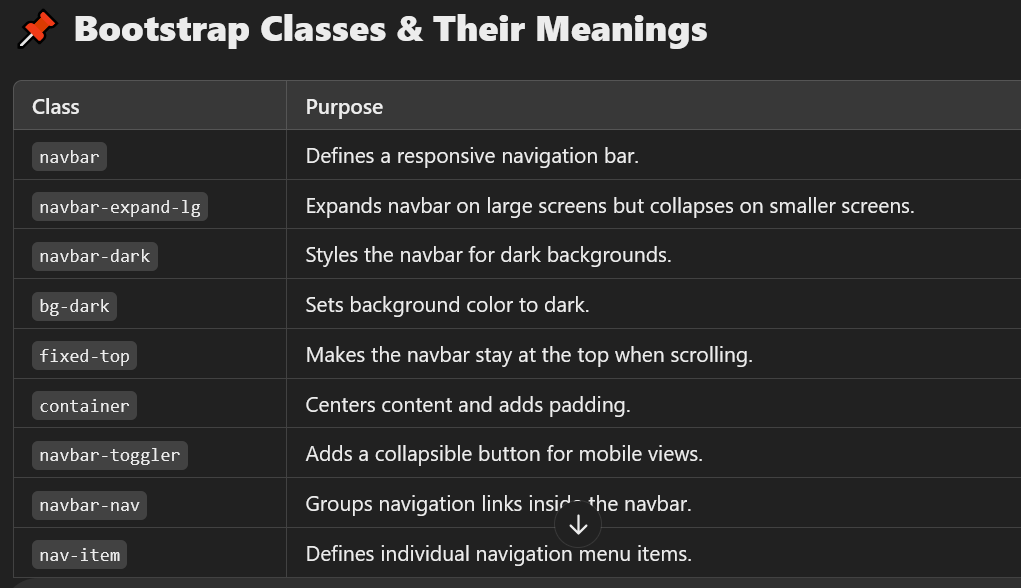 Bootstrap Classes & Their Meanings
Class Purpose
navbar Defines a responsive navigation bar.
navbar-expand-lg Expands navbar on large screens but collapses on smaller screens.
navbar-dark Styles the navbar for dark backgrounds.
bg-dark Sets background color to dark.
fixed-top Makes the navbar stay at the top when scrolling.
container Centers content and adds padding.
navbar-toggler Adds a collapsible button for mobile views.
navbar-nav Groups navigation links inside the navbar.
nav-item Defines individual navigation menu items.